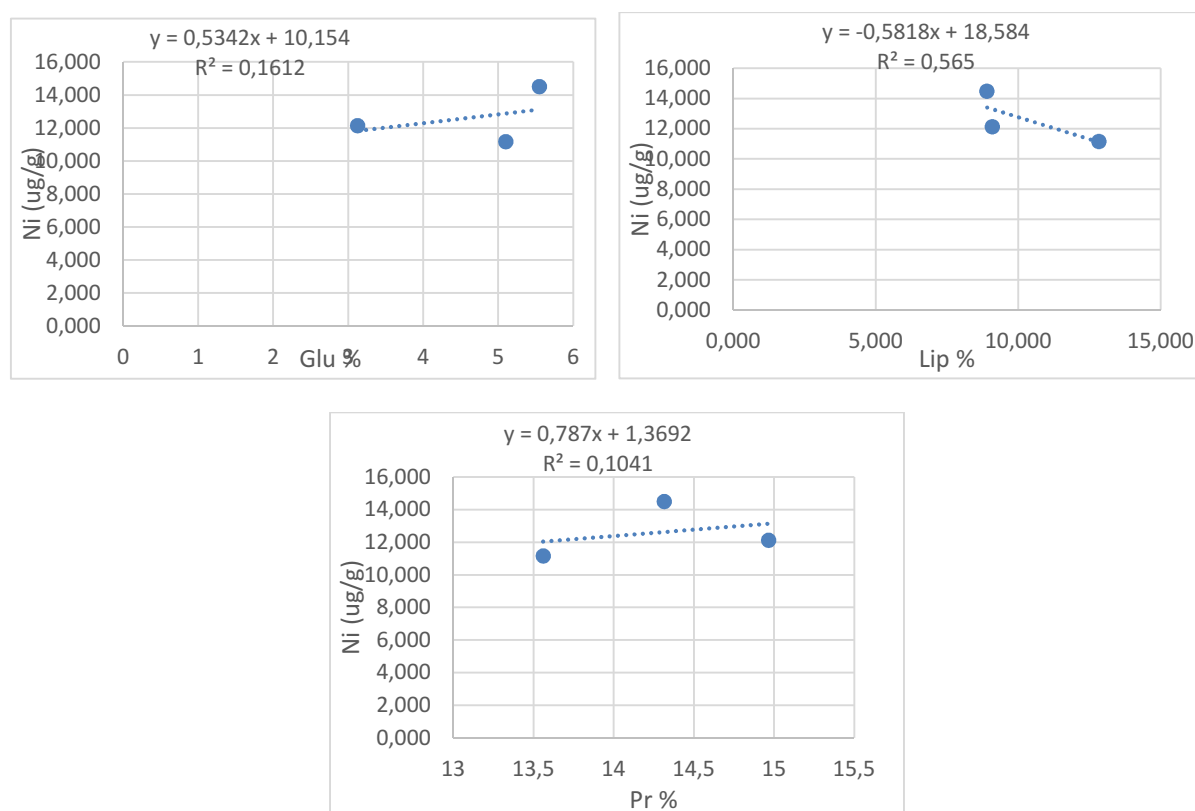 y = 0,5342x + 10,154
R² = 0,1612
16,000
14,000
12,000
10,000
8,000
6,000
4,000
2,000
0,000
Ni (ug/g)
0 1 2 3 4 5 6
Glu %
y = -0,5818x + 18,584
R² = 0,565
16,000
14,000
12,000
10,000
8,000
6,000
4,000
2,000
0,000
Ni (ug/g)
0,000 5,000 10,000 15,000
Lip %
y = 0,787x + 1,3692
R² = 0,1041
16,000
14,000
12,000
10,000
8,000
6,000
4,000
2,000
0,000
Ni (ug/g)
13 13,5 14 14,5 15 15,5
Pr %